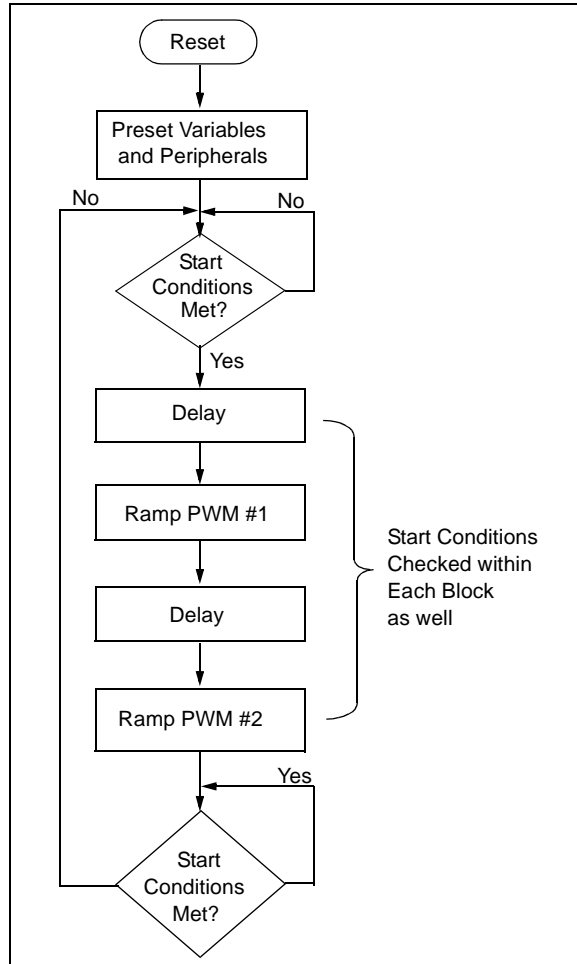 Reset
Preset Variables
and Peripherals
No
No
Start
Conditions
Met?
Yes
Delay
Ramp PWM #1
Delay
Ramp PWM #2
Start Conditions
Checked within
Each Block
as well
Yes
Start
Conditions
Met?